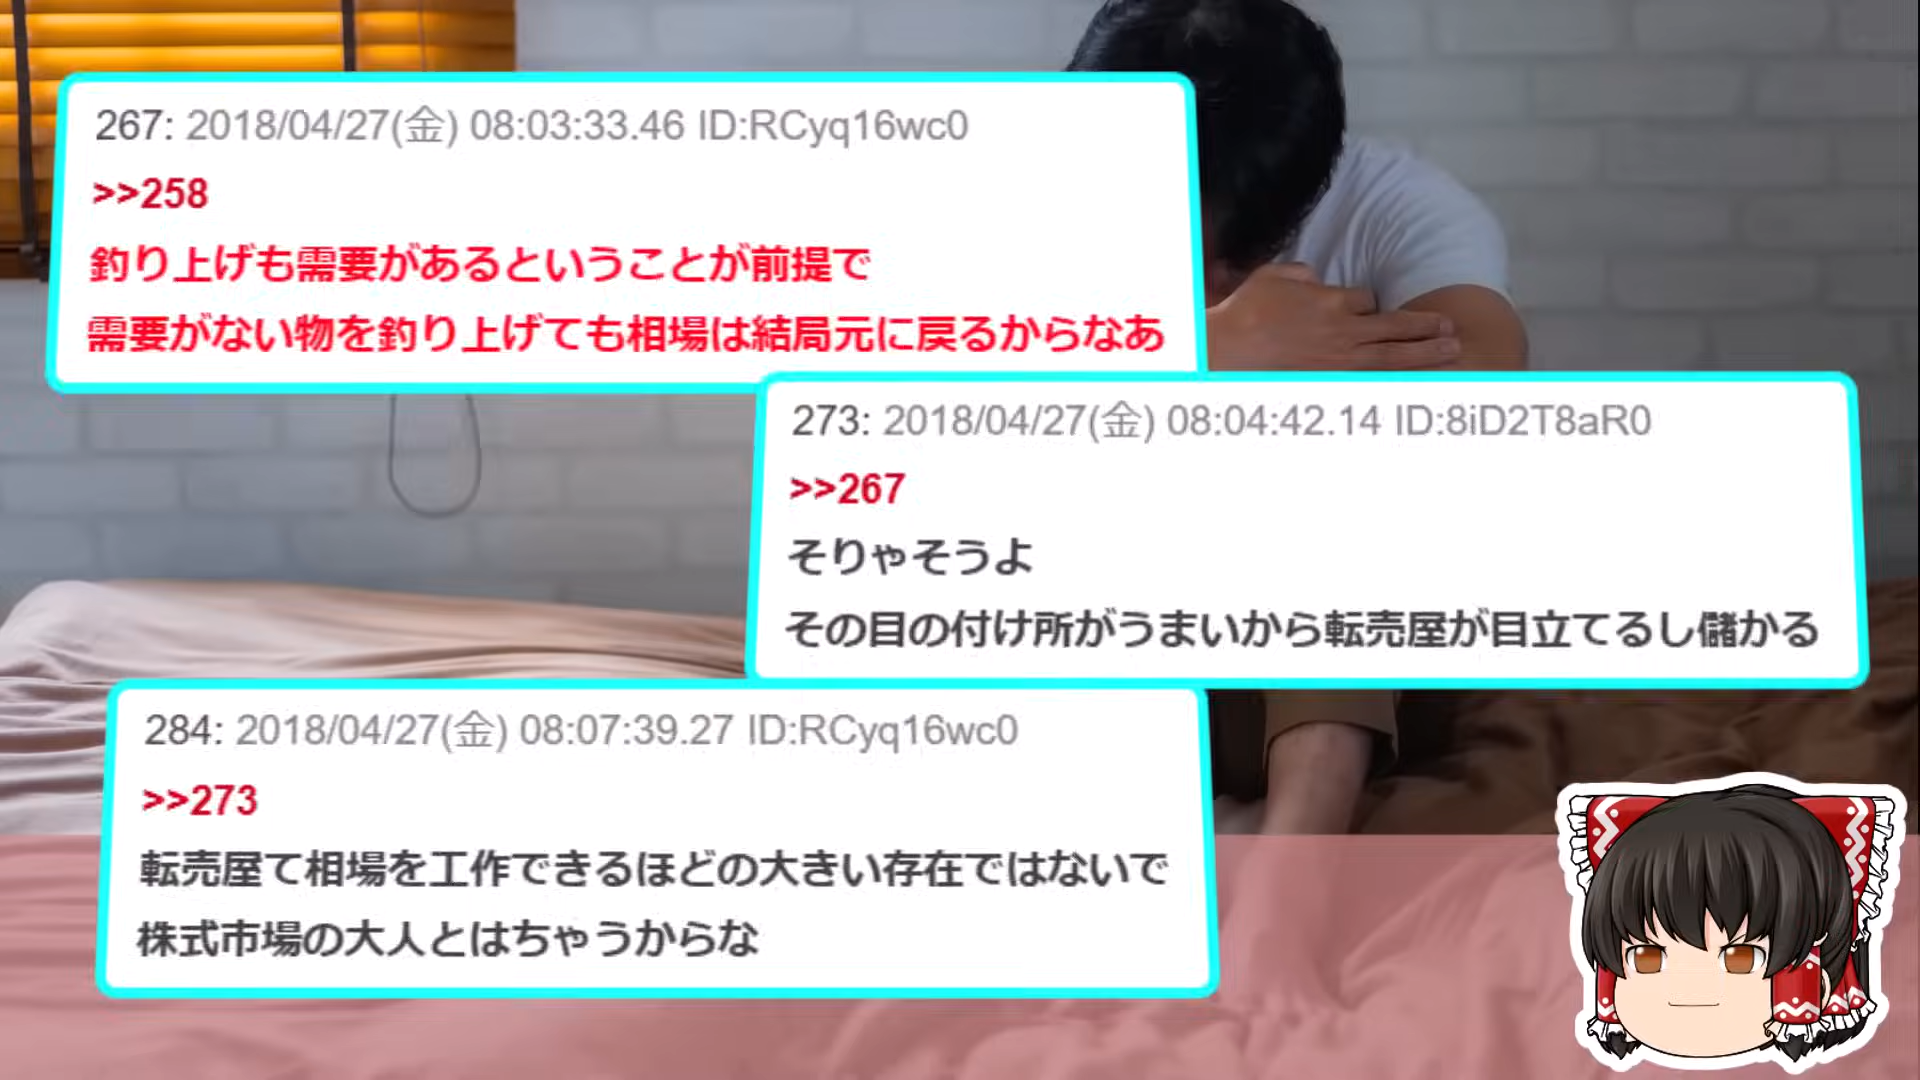 267: 2018/04/27(金) 08:03:33.46 ID:RCyq16wc0
>>258
釣り上げも需要があるということが前提で
需要がない物を釣り上げても相場は結局元に戻るからなあ
273: 2018/04/27(金) 08:04:42.14 ID:8iD2T8aR0
>>267
そりゃそうよ
その目の付け所がうまいから転売屋が目立てるし儲かる
284: 2018/04/27(金) 08:07:39.27 ID:RCyq16wc0
>>273
転売屋て相場を工作できるほどの大きい存在ではないで
株式市場の大人とはちゃうからな